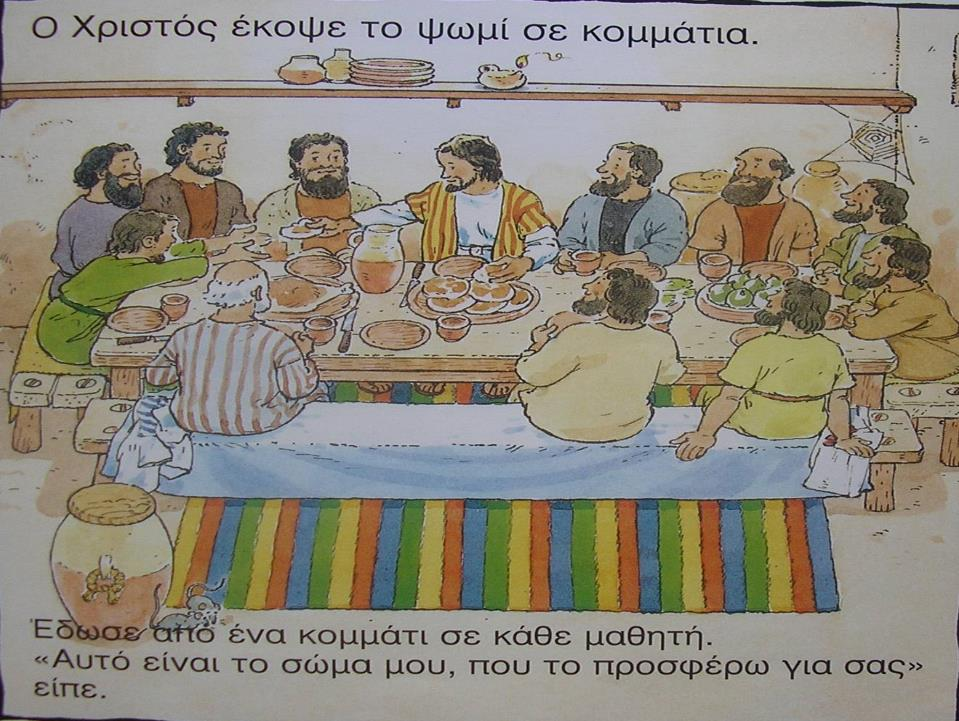 Ο Χριστός έκοψε το ψωμί σε κομμάτια.
Έδωσε από ένα κομμάτι σε κάθε μαθητή.
«Αυτό είναι το σώμα μου, που το προσφέρω για σας»
είπε.